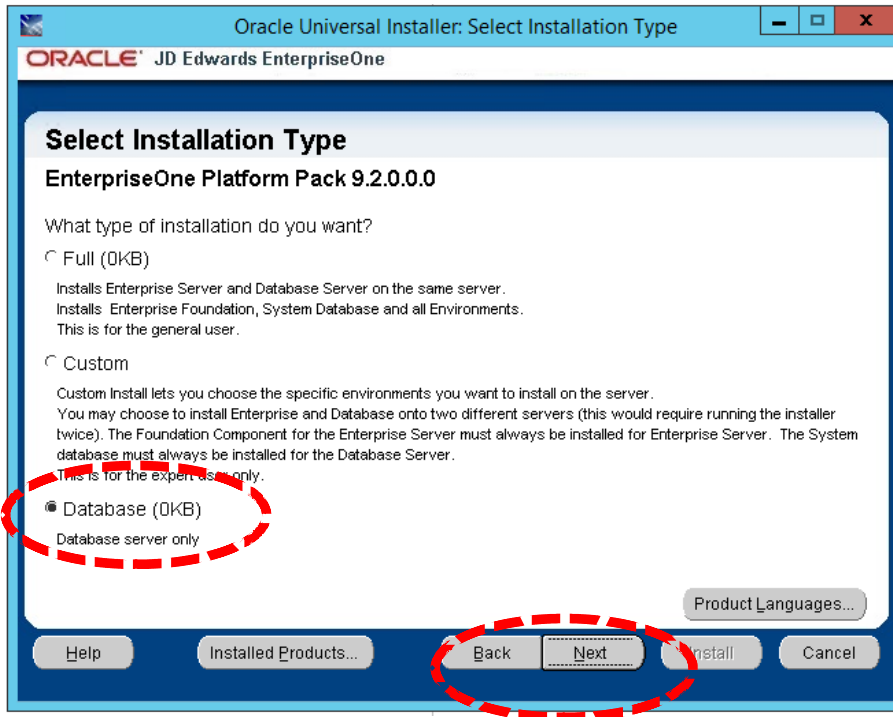 Oracle Universal Installer: Select Installation Type
ORACLE JD Edwards EnterpriseOne
Select Installation Type
EnterpriseOne Platform Pack 9.2.0.0.0
What type of installation do you want?
Full (0KB)
Installs Enterprise Server and Database Server on the same server.
Installs Enterprise Foundation, System Database and all Environments.
This is for the general user.
Custom
Custom Install lets you choose the specific environments you want to install on the server.
You may choose to install Enterprise and Database onto two different servers (this would require running the installer
twice). The Foundation Component for the Enterprise Server must always be installed for Enterprise Server. The System
database must always be installed for the Database Server.
This is for the expert user only.
Database (0KB)
Database server only
Product Languages...
Help Installed Products... Back Next Install Cancel